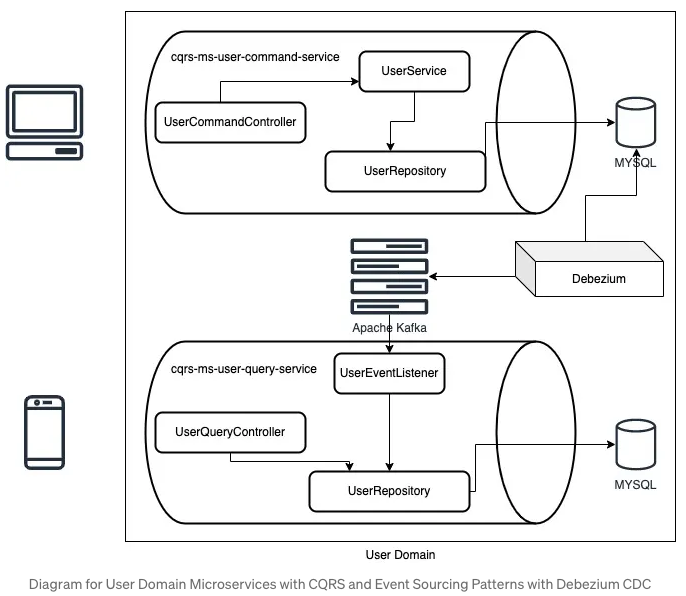 cqrs-ms-user-command-service
UserService
UserCommandController
UserRepository
MYSQL
Debezium
Apache Kafka
cqrs-ms-user-query-service
UserEventListener
UserQueryController
UserRepository
MYSQL
User Domain
Diagram for User Domain Microservices with CQRS and Event Sourcing Patterns with Debezium CDC